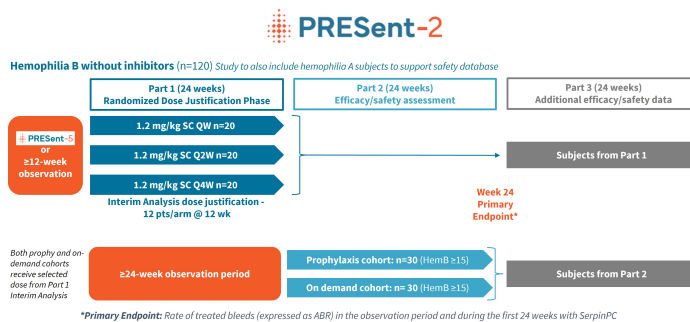 PRESent-2
Hemophilia B without inhibitors (n=120) Study to also include hemophilia A subjects to support safety database
Part 1 (24 weeks)
Randomized Dose Justification Phase
Part 2 (24 weeks)
Efficacy/safety assessment
Part 3 (24 weeks)
Additional efficacy/safety data
PRESent-5
or
≥12-week
observation
1.2 mg/kg SC QW n=20
1.2 mg/kg SC Q2W n=20
1.2 mg/kg SC Q4W n=20
Interim Analysis dose justification -
12 pts/arm @ 12 wk
Subjects from Part 1
Week 24
Primary
Endpoint*
Both prophy and on-
demand cohorts
receive selected
dose from Part 1
Interim Analysis
≥24-week observation period
Prophylaxis cohort: n=30 (HemB ≥15)
On demand cohort: n= 30 (HemB ≥15)
Subjects from Part 2
*Primary Endpoint: Rate of treated bleeds (expressed as ABR) in the observation period and during the first 24 weeks with SerpinPC